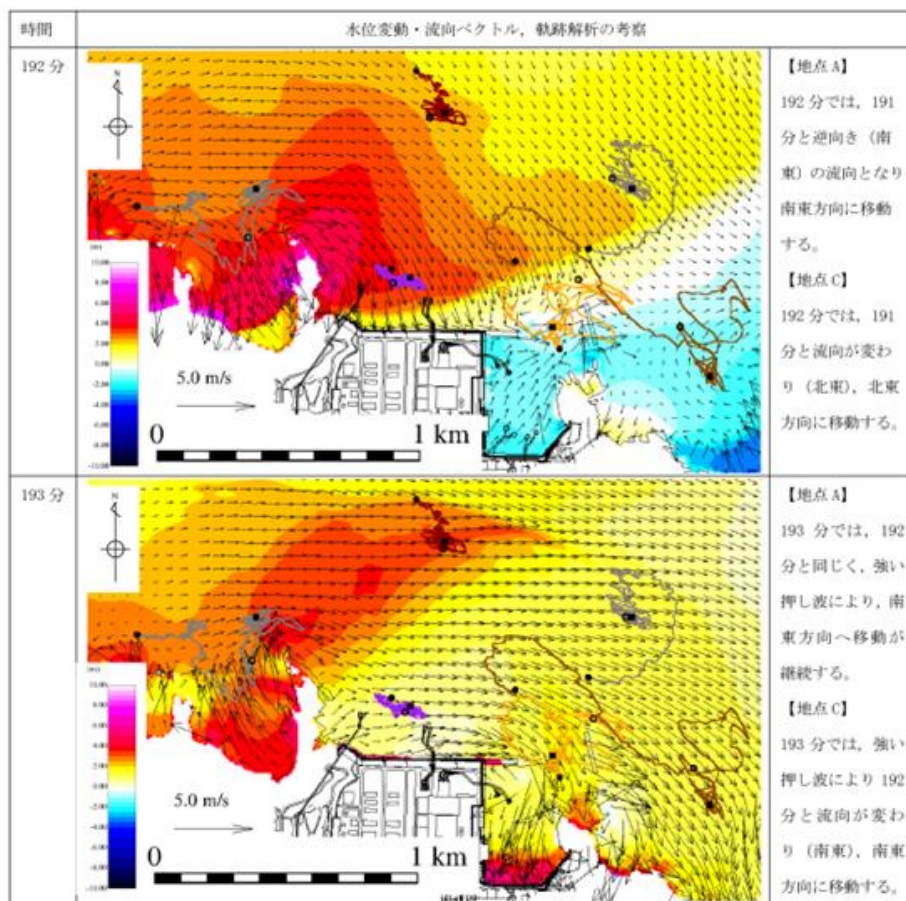 時間
水位変動・流向ベクトル，軌跡解析の考察
192 分
N
10.00
5.0 m/s
0
1 km
【地点 A】
192 分では，191
分と逆向き（南
東）の流向となり
南東方向に移動
する。
【地点 C】
192 分では，191
分と流向が変わ
り（北東），北東
方向に移動する。
193 分
N
5.0 m/s
0
1 km
【地点 A】
193 分では，192
分と同じく，強い
押し波により，南
東方向へ移動が
継続する。
【地点 C】
193 分では，強い
押し波により 192
分と流向が変わ
り（南東），南東
方向に移動する。